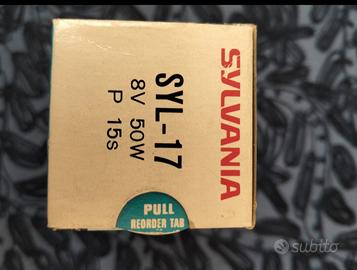 SYLVANIA
SYL-17
8V 50W
P 15s
PULL
REORDER TAB
subito